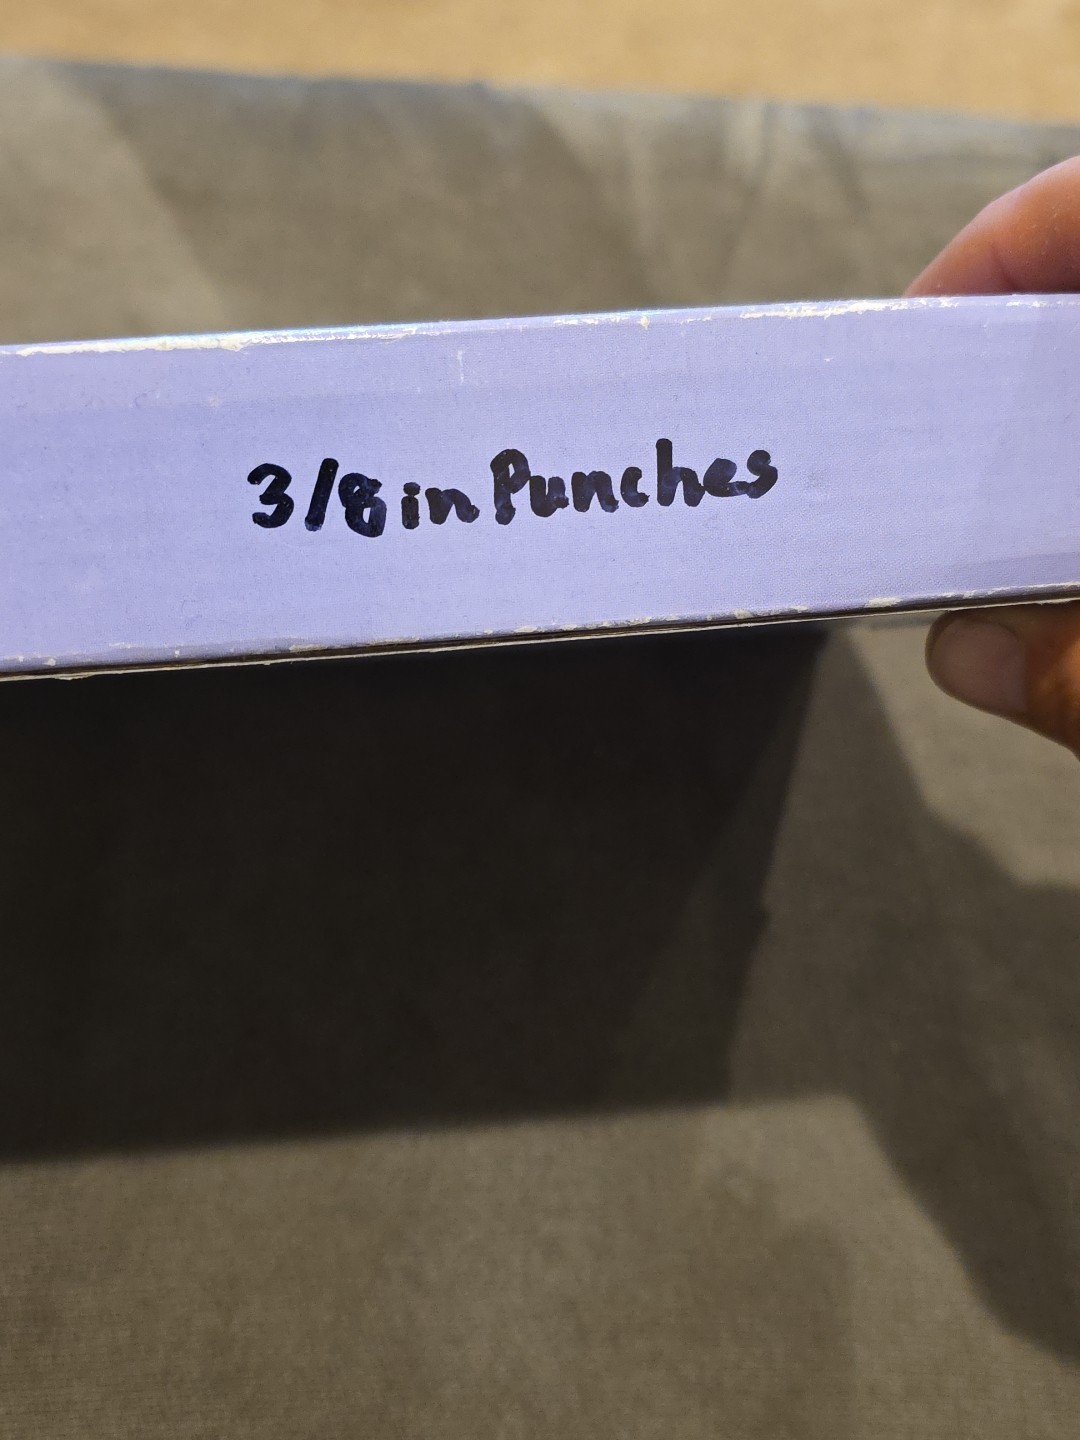 3/8 in Punches